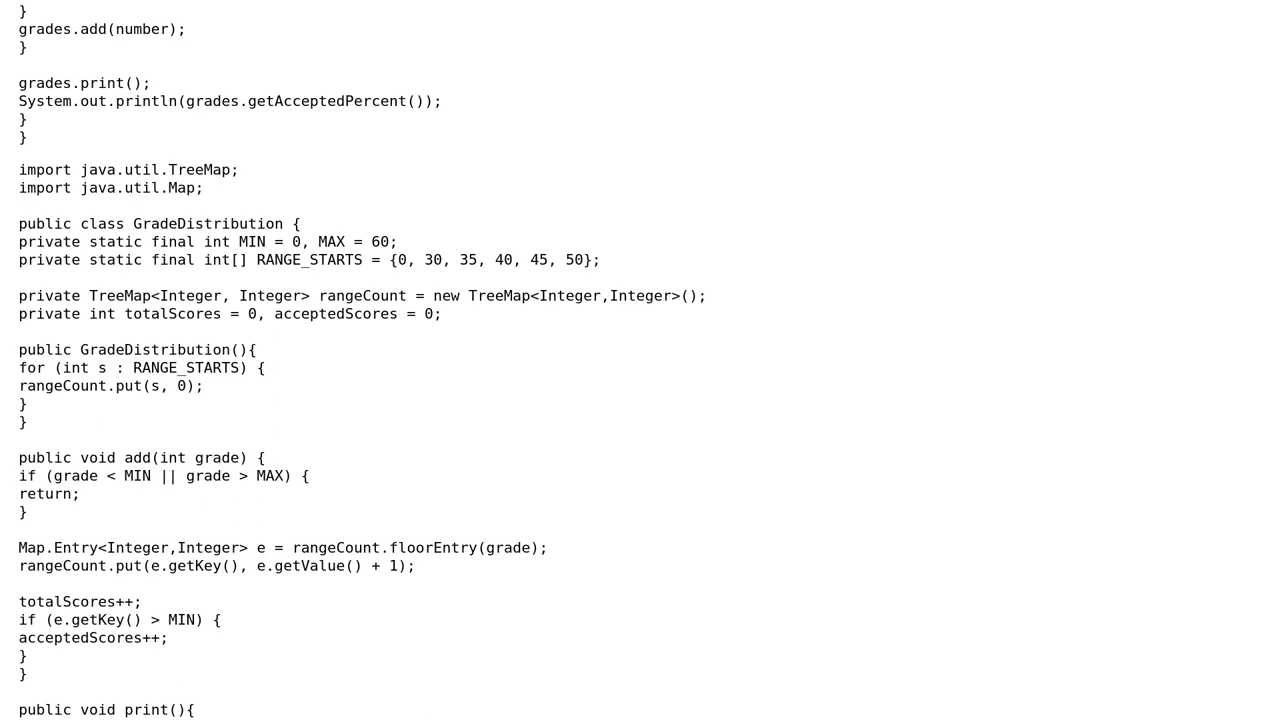 }
grades.add(number);
}
grades.print();
System.out.println(grades.getAcceptedPercent());
}
}
import java.util.TreeMap;
import java.util.Map;
public class GradeDistribution {
private static final int MIN = 0, MAX = 60;
private static final int[] RANGE_STARTS = {0, 30, 35, 40, 45, 50};
private TreeMap<Integer, Integer> rangeCount = new TreeMap<Integer,Integer>();
private int totalScores = 0, acceptedScores = 0;
public GradeDistribution(){
for (int s : RANGE_STARTS) {
rangeCount.put(s, 0);
}
}
public void add(int grade) {
if (grade < MIN || grade > MAX) {
return;
}
Map.Entry<Integer,Integer> e = rangeCount.floorEntry(grade);
rangeCount.put(e.getKey(), e.getValue() + 1);
totalScores++;
if (e.getKey() > MIN) {
acceptedScores++;
}
}
public void print(){